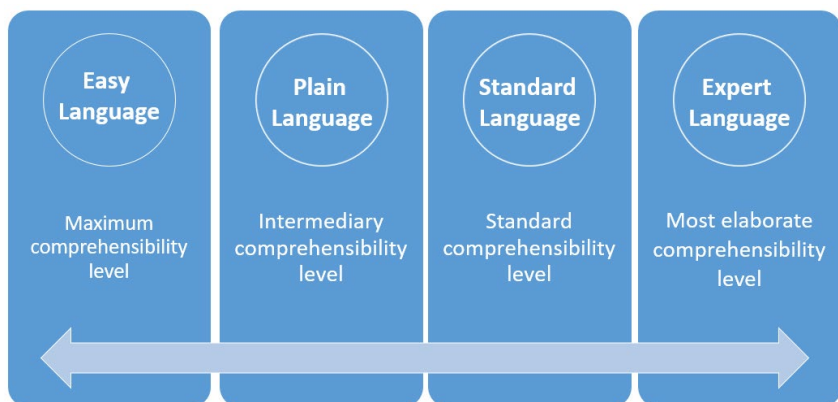 Easy
Language
Maximum
comprehensibility
level
Plain
Language
Intermediary
comprehensibility
level
Standard
Language
Standard
comprehensibility
level
Expert
Language
Most elaborate
comprehensibility
level